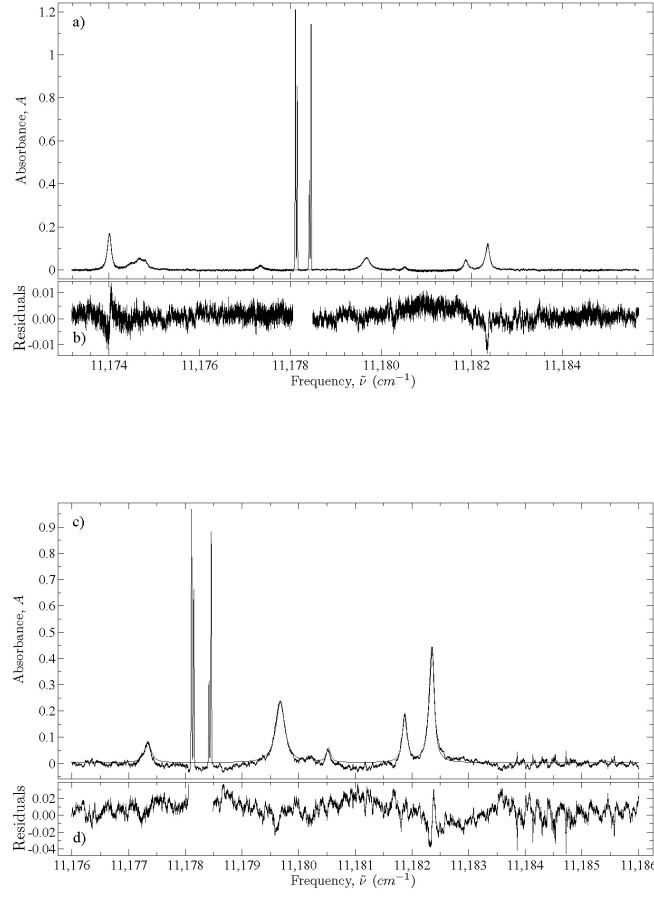 a)
1.2
1
0.8
0.6
0.4
0.2
0
Absorbance, A
0.01
0.00
-0.01
Residuals
b)
11,174 11,176 11,178 11,180 11,182 11,184
Frequency, ν̃ (cm⁻¹)
c)
0.9
0.8
0.7
0.6
0.5
0.4
0.3
0.2
0.1
0
Absorbance, A
0.02
0.00
-0.02
-0.04
Residuals
d)
11,176 11,177 11,178 11,179 11,180 11,181 11,182 11,183 11,184 11,185 11,186
Frequency, ν̃ (cm⁻¹)